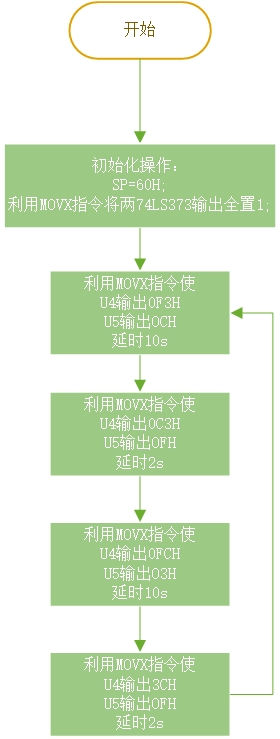 开始
初始化操作：
SP=60H;
利用MOVX指令将两74LS373输出全置1;
利用MOVX指令使
U4输出0F3H
U5输出0CH
延时10s
利用MOVX指令使
U4输出0C3H
U5输出0FH
延时2s
利用MOVX指令使
U4输出0FCH
U5输出03H
延时10s
利用MOVX指令使
U4输出3CH
U5输出0FH
延时2s